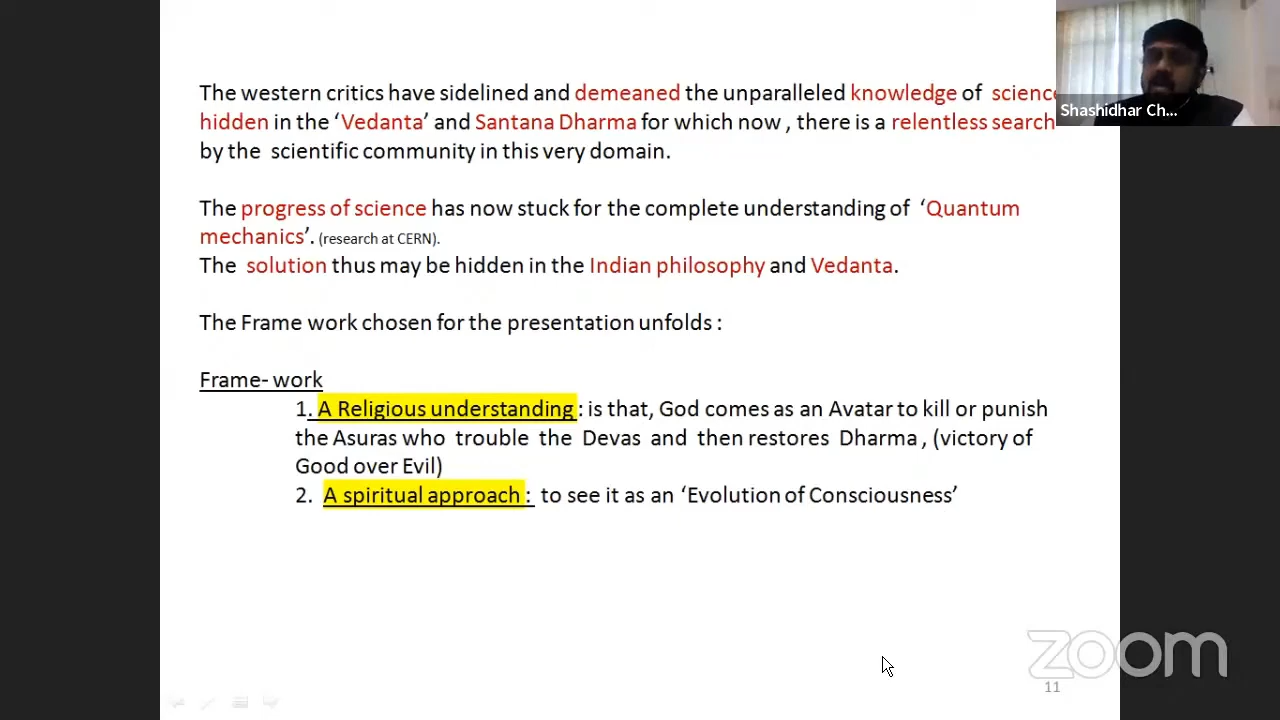 The western critics have sidelined and demeaned the unparalleled knowledge of science
hidden in the ‘Vedanta’ and Santana Dharma for which now , there is a relentless search
by the scientific community in this very domain.
The progress of science has now stuck for the complete understanding of ‘Quantum
mechanics’. (research at CERN).
The solution thus may be hidden in the Indian philosophy and Vedanta.
The Frame work chosen for the presentation unfolds :
Frame- work
1. A Religious understanding : is that, God comes as an Avatar to kill or punish
the Asuras who trouble the Devas and then restores Dharma , (victory of
Good over Evil)
2. A spiritual approach : to see it as an ‘Evolution of Consciousness’
Shashidhar Ch...
zoom
11